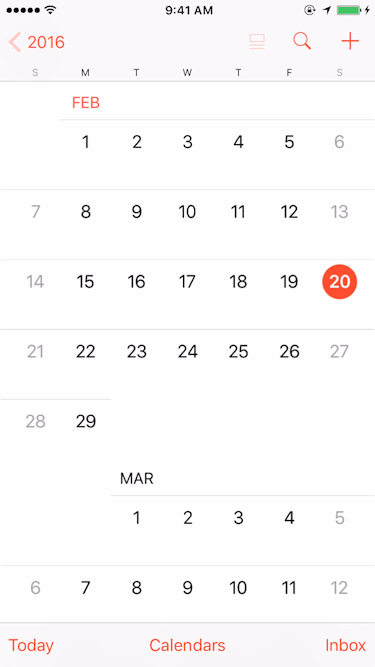 9:41 AM
2016
S M T W T F S
FEB
1 2 3 4 5 6
7 8 9 10 11 12 13
14 15 16 17 18 19 20
21 22 23 24 25 26 27
28 29
MAR
1 2 3 4 5
6 7 8 9 10 11 12
Today Calendars Inbox